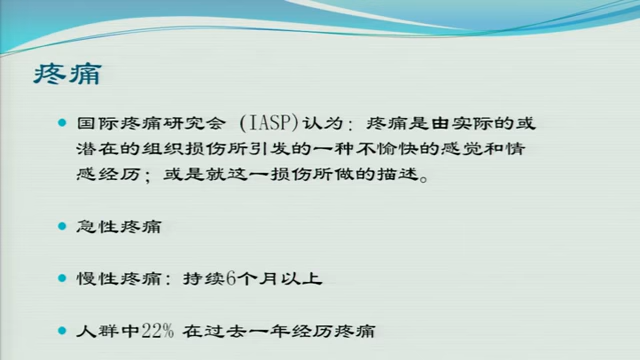 疼痛
国际疼痛研究会（IASP)认为：疼痛是由实际的或
潜在的组织损伤所引发的一种不愉快的感觉和情
感经历；或是就这一损伤所做的描述。
急性疼痛
慢性疼痛：持续6个月以上
人群中22% 在过去一年经历疼痛